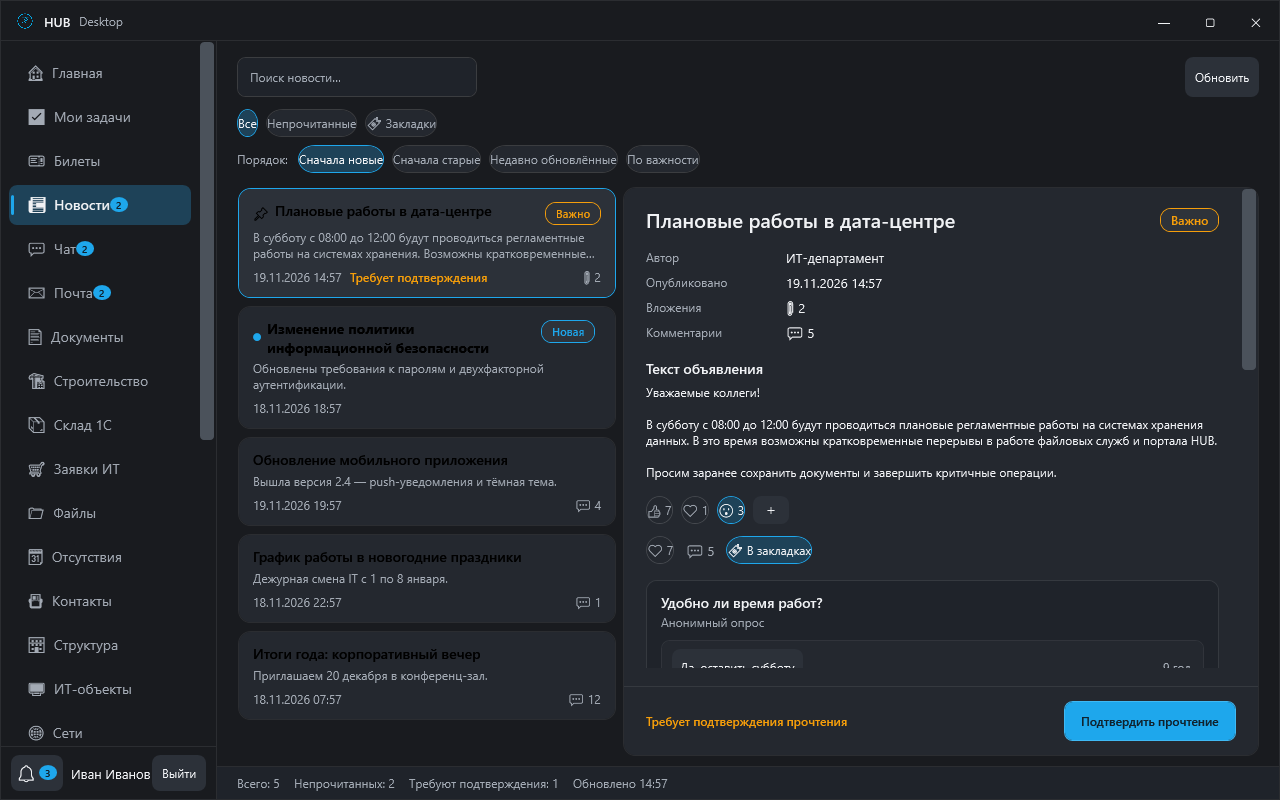 HUB Desktop
Главная
Мои задачи
Билеты
Новости 2
Чат 2
Почта 2
Документы
Строительство
Склад 1С
Заявки ИТ
Файлы
31 Отсутствия
Контакты
Структура
ИТ-объекты
Сети
3 Иван Иванов Выйти
Поиск новости...
Обновить
Все Непрочитанные Закладки
Порядок: Сначала новые Сначала старые Недавно обновлённые По важности
Плановые работы в дата-центре Важно
В субботу с 08:00 до 12:00 будут проводиться регламентные
работы на системах хранения. Возможны кратковременные...
19.11.2026 14:57 Требует подтверждения 2
Изменение политики Новая
информационной безопасности
Обновлены требования к паролям и двухфакторной
аутентификации.
18.11.2026 18:57
Обновление мобильного приложения
Вышла версия 2.4 — push-уведомления и тёмная тема.
19.11.2026 19:57 4
График работы в новогодние праздники
Дежурная смена IT с 1 по 8 января.
18.11.2026 22:57 1
Итоги года: корпоративный вечер
Приглашаем 20 декабря в конференц-зал.
18.11.2026 07:57 12
Плановые работы в дата-центре Важно
Автор ИТ-департамент
Опубликовано 19.11.2026 14:57
Вложения 2
Комментарии 5
Текст объявления
Уважаемые коллеги!
В субботу с 08:00 до 12:00 будут проводиться плановые регламентные работы на системах хранения
данных. В это время возможны кратковременные перерывы в работе файловых служб и портала HUB.
Просим заранее сохранить документы и завершить критичные операции.
7 1 3 +
7 5 В закладках
Удобно ли время работ?
Анонимный опрос
Да, оставить субботу 9 гол.
Требует подтверждения прочтения Подтвердить прочтение
Всего: 5 Непрочитанных: 2 Требуют подтверждения: 1 Обновлено 14:57